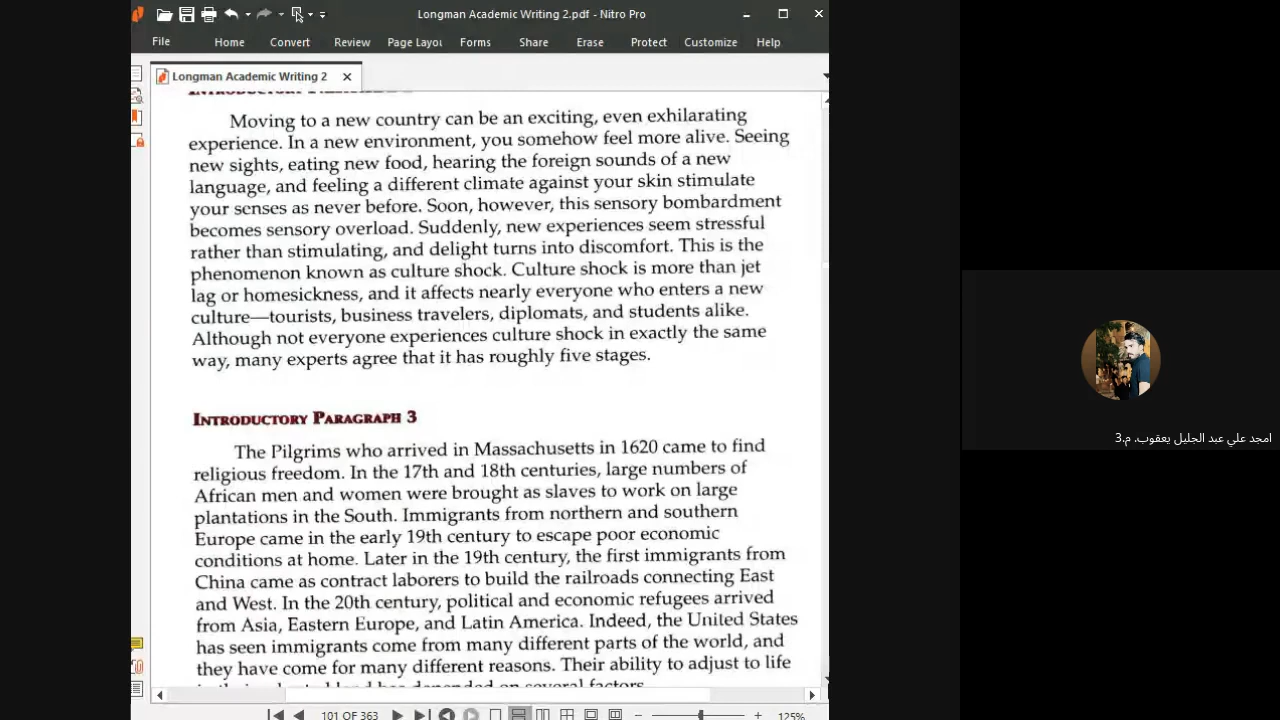 Longman Academic Writing 2.pdf - Nitro Pro
File Home Convert Review Page Layou Forms Share Erase Protect Customize Help
Longman Academic Writing 2
Moving to a new country can be an exciting, even exhilarating
experience. In a new environment, you somehow feel more alive. Seeing
new sights, eating new food, hearing the foreign sounds of a new
language, and feeling a different climate against your skin stimulate
your senses as never before. Soon, however, this sensory bombardment
becomes sensory overload. Suddenly, new experiences seem stressful
rather than stimulating, and delight turns into discomfort. This is the
phenomenon known as culture shock. Culture shock is more than jet
lag or homesickness, and it affects nearly everyone who enters a new
culture—tourists, business travelers, diplomats, and students alike.
Although not everyone experiences culture shock in exactly the same
way, many experts agree that it has roughly five stages.
INTRODUCTORY PARAGRAPH 3
The Pilgrims who arrived in Massachusetts in 1620 came to find
religious freedom. In the 17th and 18th centuries, large numbers of
African men and women were brought as slaves to work on large
plantations in the South. Immigrants from northern and southern
Europe came in the early 19th century to escape poor economic
conditions at home. Later in the 19th century, the first immigrants from
China came as contract laborers to build the railroads connecting East
and West. In the 20th century, political and economic refugees arrived
from Asia, Eastern Europe, and Latin America. Indeed, the United States
has seen immigrants come from many different parts of the world, and
they have come for many different reasons. Their ability to adjust to life
101 OF 363
125%
امجد علي عبد الجليل يعقوب. م.3